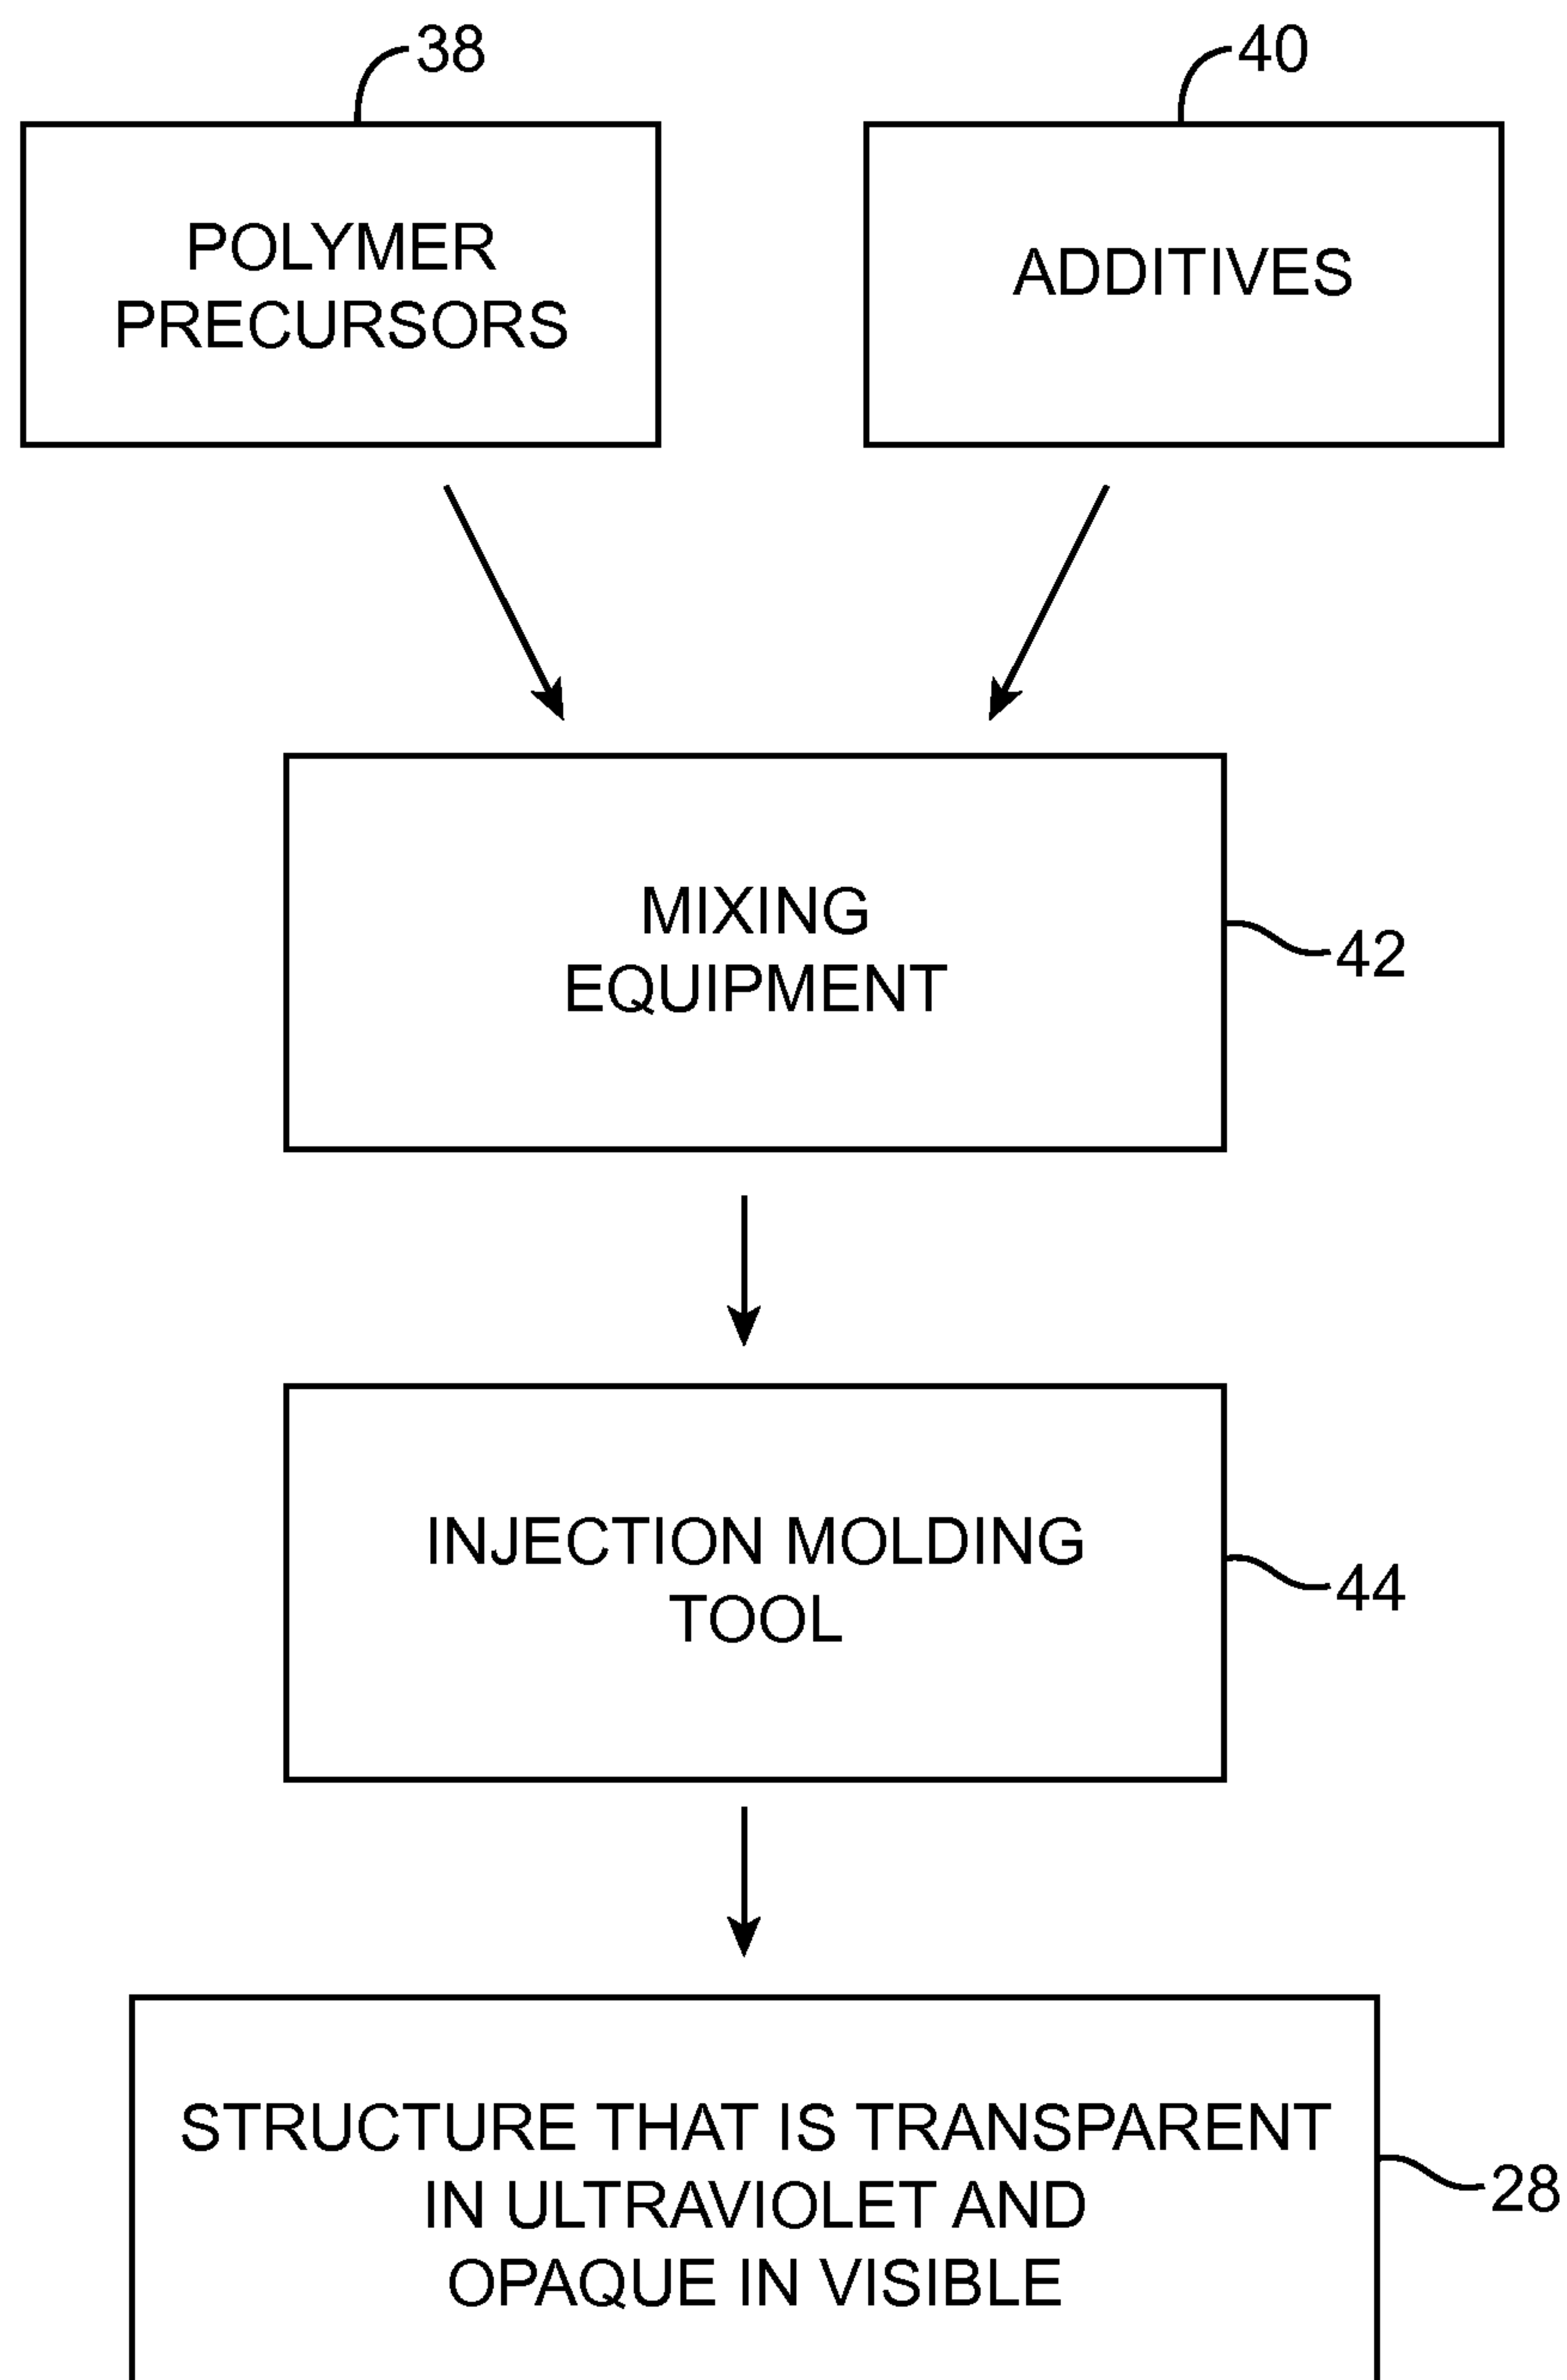 38
40
POLYMER
PRECURSORS
ADDITIVES
MIXING
EQUIPMENT
42
INJECTION MOLDING
TOOL
44
STRUCTURE THAT IS TRANSPARENT
IN ULTRAVIOLET AND
OPAQUE IN VISIBLE
28